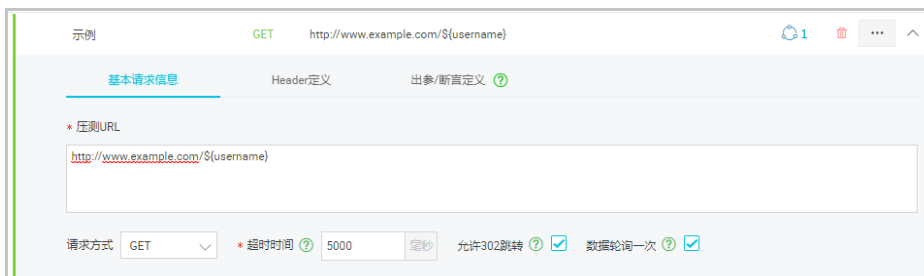 示例 GET http://www.example.com/${username} 1 ...
基本请求信息 Header定义 出参/断言定义 ?
* 压测URL
http://www.example.com/${username}
请求方式 GET * 超时时间 ? 5000 毫秒 允许302跳转 ? 数据轮询一次 ?